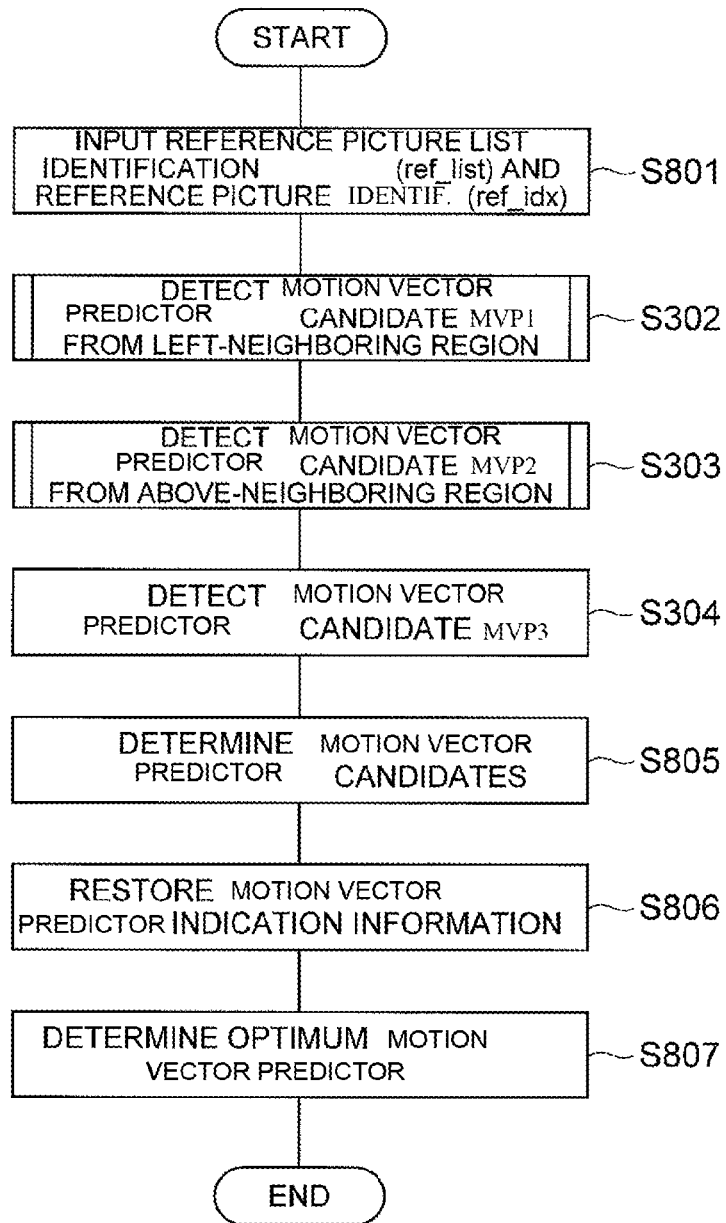 START
INPUT REFERENCE PICTURE LIST
IDENTIFICATION (ref_list) AND
REFERENCE PICTURE IDENTIF. (ref_idx)
S801
DETECT MOTION VECTOR
PREDICTOR CANDIDATE MVP1
FROM LEFT-NEIGHBORING REGION
S302
DETECT MOTION VECTOR
PREDICTOR CANDIDATE MVP2
FROM ABOVE-NEIGHBORING REGION
S303
DETECT MOTION VECTOR
PREDICTOR CANDIDATE MVP3
S304
DETERMINE MOTION VECTOR
PREDICTOR CANDIDATES
S805
RESTORE MOTION VECTOR
PREDICTOR INDICATION INFORMATION
S806
DETERMINE OPTIMUM MOTION
VECTOR PREDICTOR
S807
END